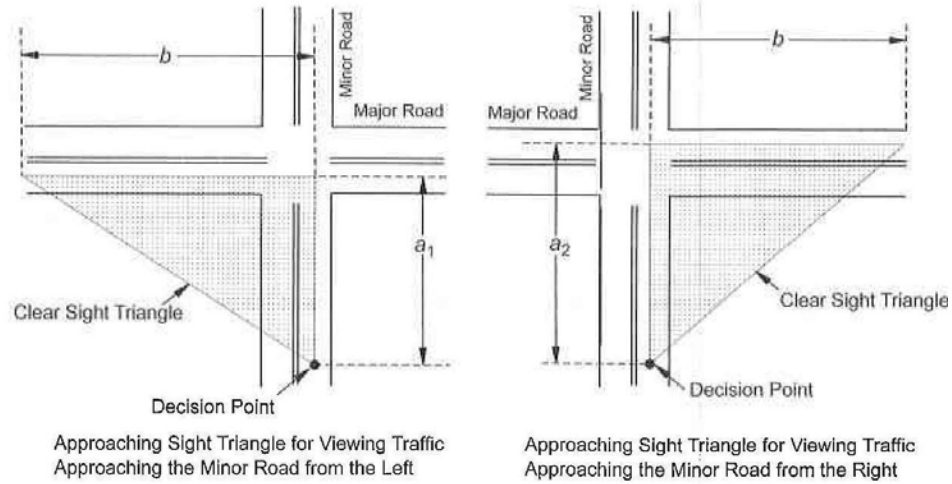 b
Minor Road
Major Road
a1
Clear Sight Triangle
Decision Point
Approaching Sight Triangle for Viewing Traffic
Approaching the Minor Road from the Left
b
Minor Road
Major Road
a2
Clear Sight Triangle
Decision Point
Approaching Sight Triangle for Viewing Traffic
Approaching the Minor Road from the Right